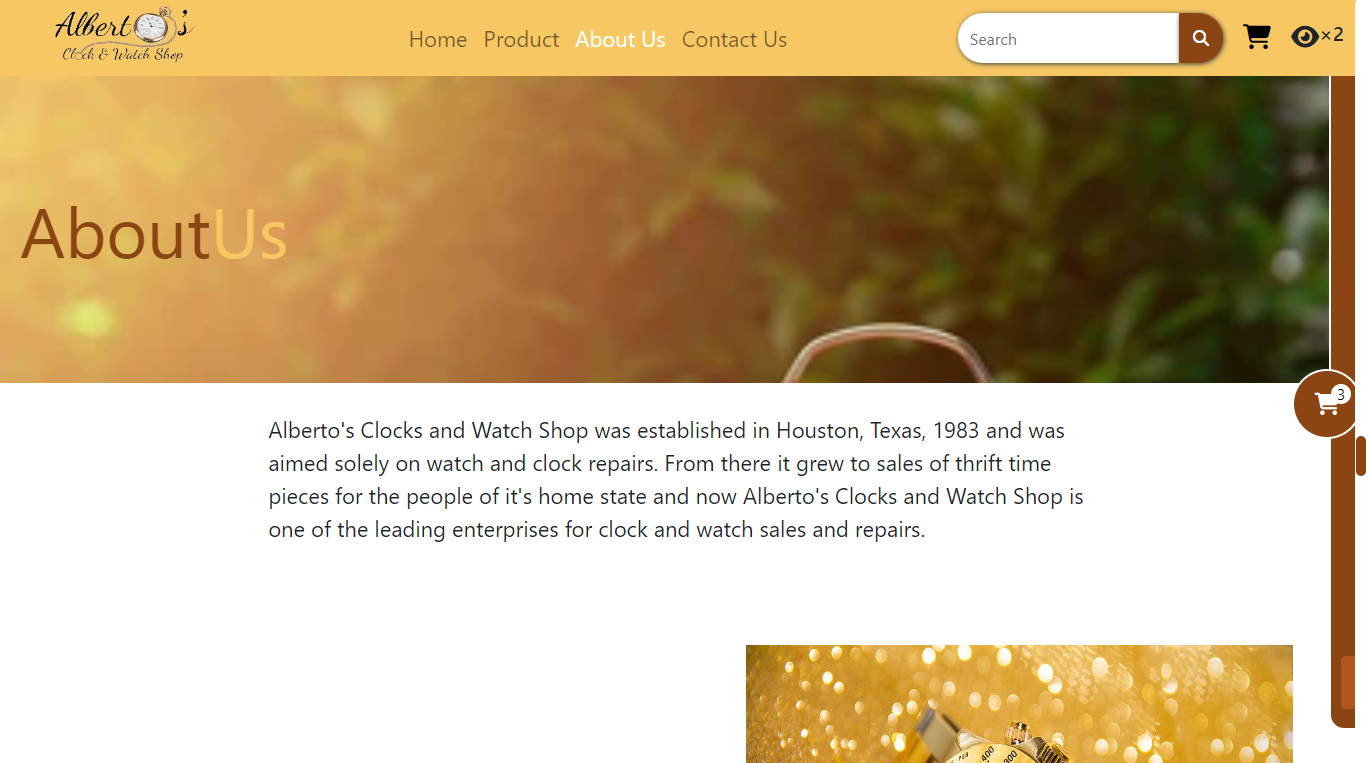 Alberto's
Clock & Watch Shop
Home Product About Us Contact Us
Search
×2
AboutUs
3
Alberto's Clocks and Watch Shop was established in Houston, Texas, 1983 and was
aimed solely on watch and clock repairs. From there it grew to sales of thrift time
pieces for the people of it's home state and now Alberto's Clocks and Watch Shop is
one of the leading enterprises for clock and watch sales and repairs.
PER 400 300